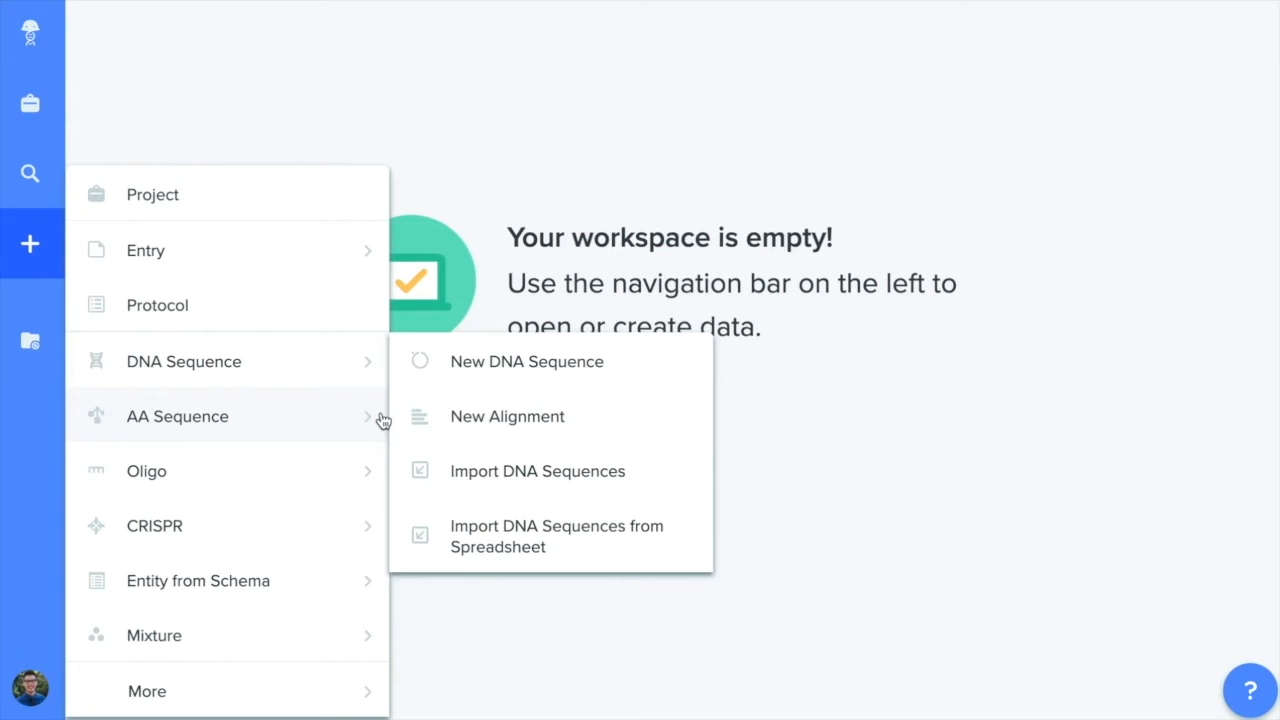 Project
Your workspace is empty!
Entry
Use the navigation bar on the left to
Protocol
open or create data.
DNA Sequence
New DNA Sequence
AA Sequence
New Alignment
Oligo
Import DNA Sequences
CRISPR
Import DNA Sequences from
Spreadsheet
Entity from Schema
Mixture
More
?